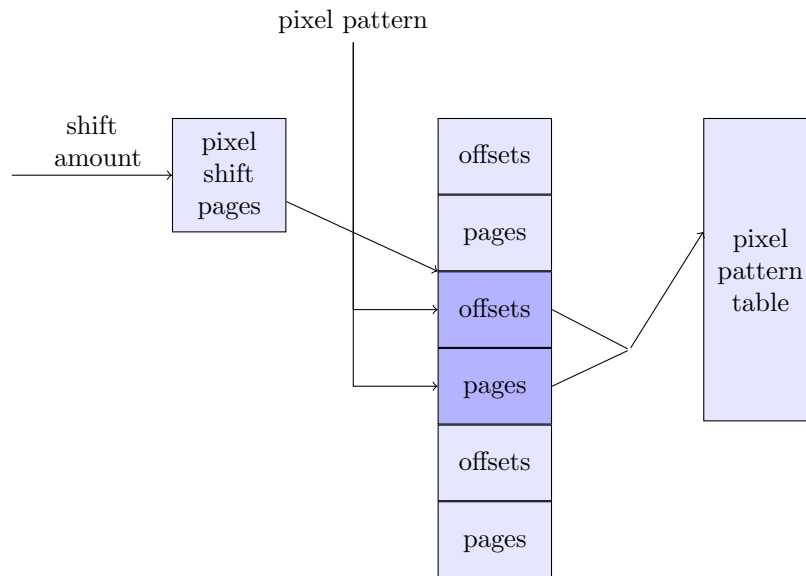 pixel pattern
shift
amount
pixel
shift
pages
offsets
pages
offsets
pages
offsets
pages
pixel
pattern
table